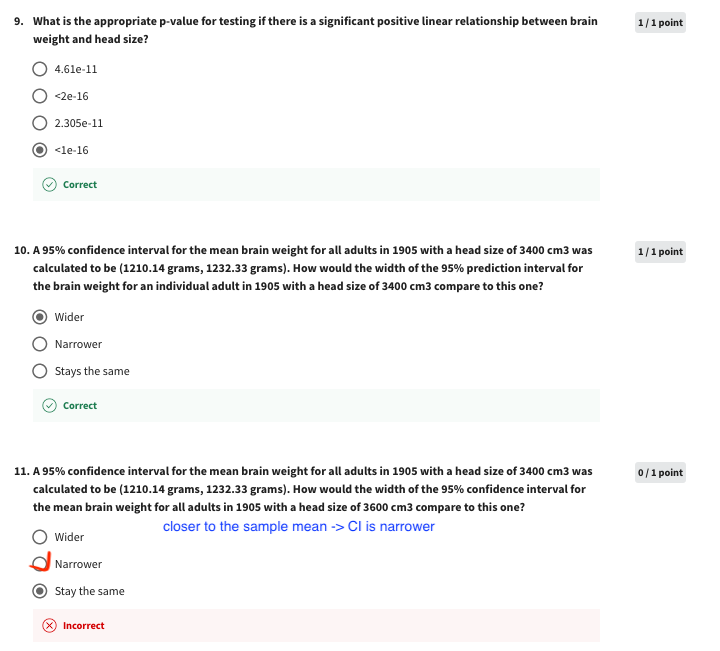 9. What is the appropriate p-value for testing if there is a significant positive linear relationship between brain
weight and head size?
1 / 1 point
4.61e-11
<2e-16
2.305e-11
<1e-16
Correct
10. A 95% confidence interval for the mean brain weight for all adults in 1905 with a head size of 3400 cm3 was
calculated to be (1210.14 grams, 1232.33 grams). How would the width of the 95% prediction interval for
the brain weight for an individual adult in 1905 with a head size of 3400 cm3 compare to this one?
1 / 1 point
Wider
Narrower
Stays the same
Correct
11. A 95% confidence interval for the mean brain weight for all adults in 1905 with a head size of 3400 cm3 was
calculated to be (1210.14 grams, 1232.33 grams). How would the width of the 95% confidence interval for
the mean brain weight for all adults in 1905 with a head size of 3600 cm3 compare to this one?
0 / 1 point
closer to the sample mean -> CI is narrower
Wider
Narrower
Stay the same
Incorrect